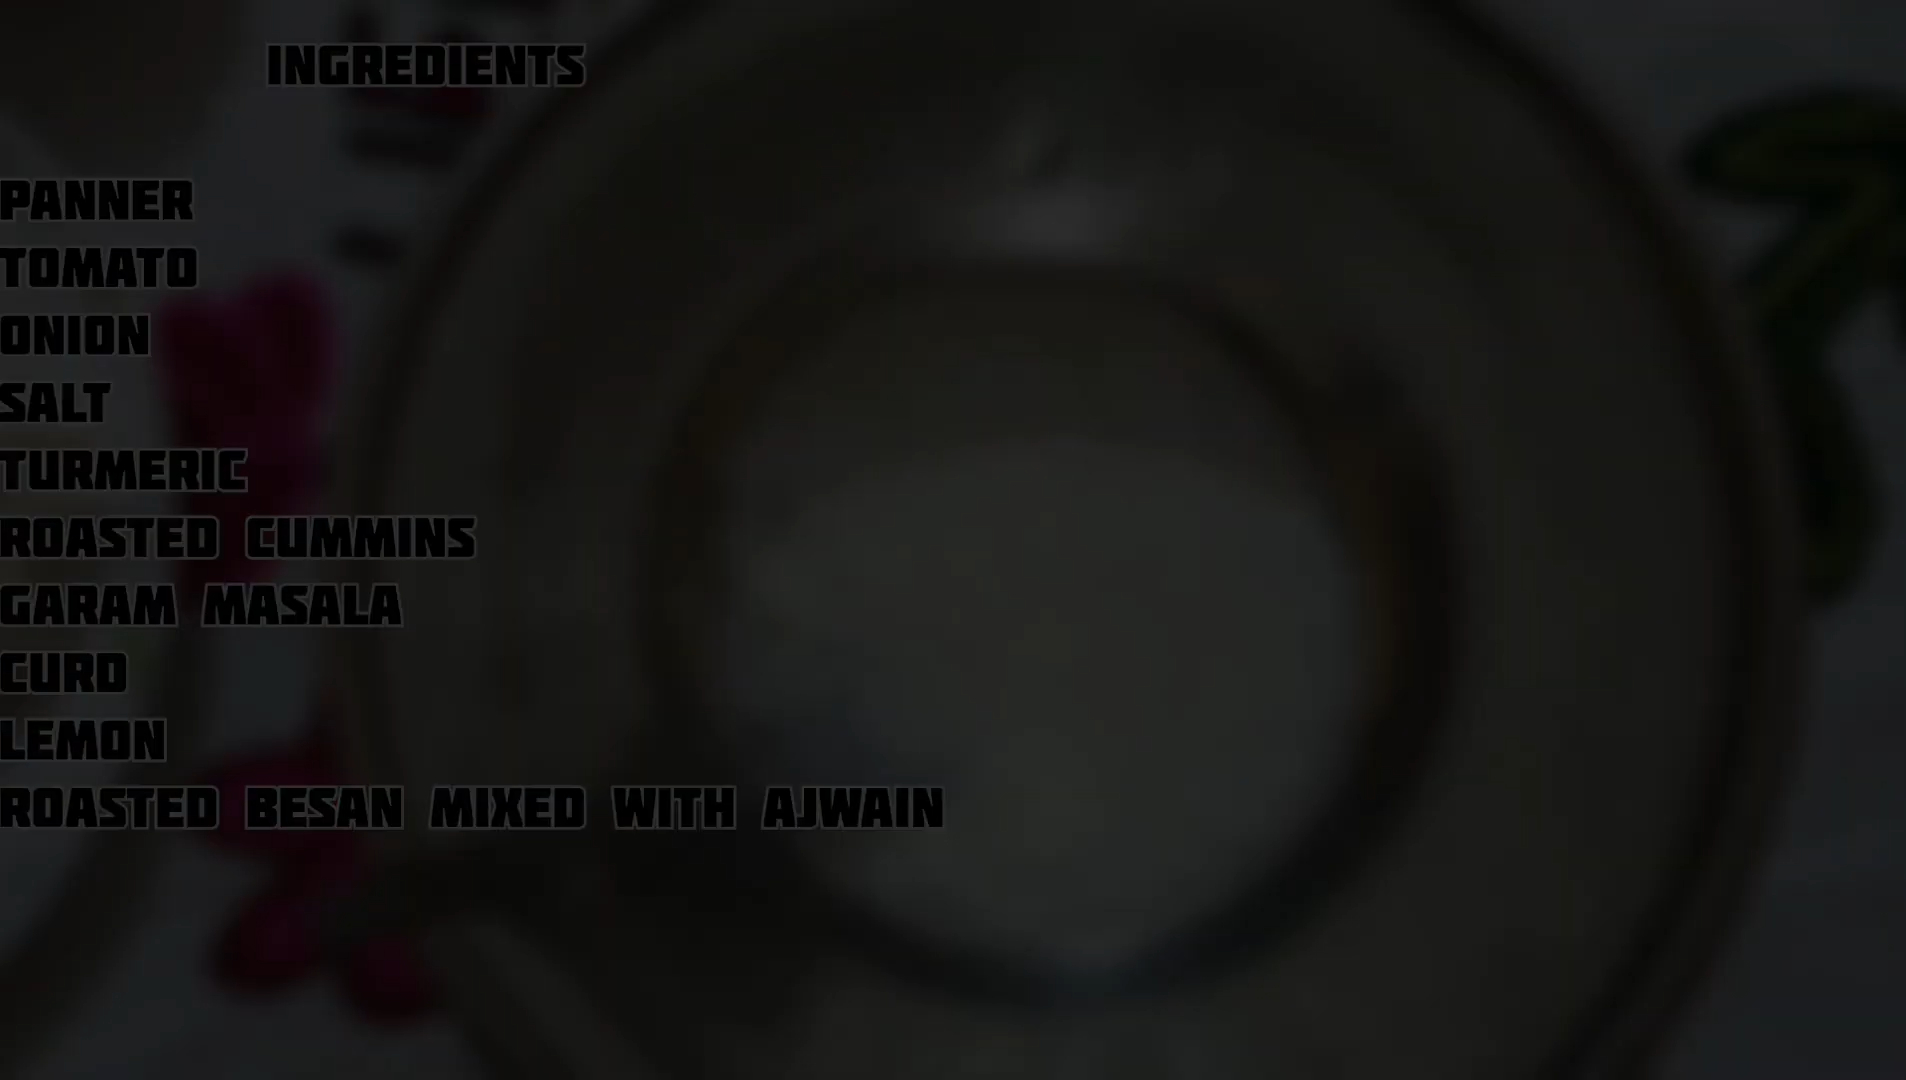 INGREDIENTS
PANNER
TOMATO
ONION
SALT
TURMERIC
ROASTED CUMMINS
GARAM MASALA
CURD
LEMON
ROASTED BESAN MIXED WITH AJWAIN